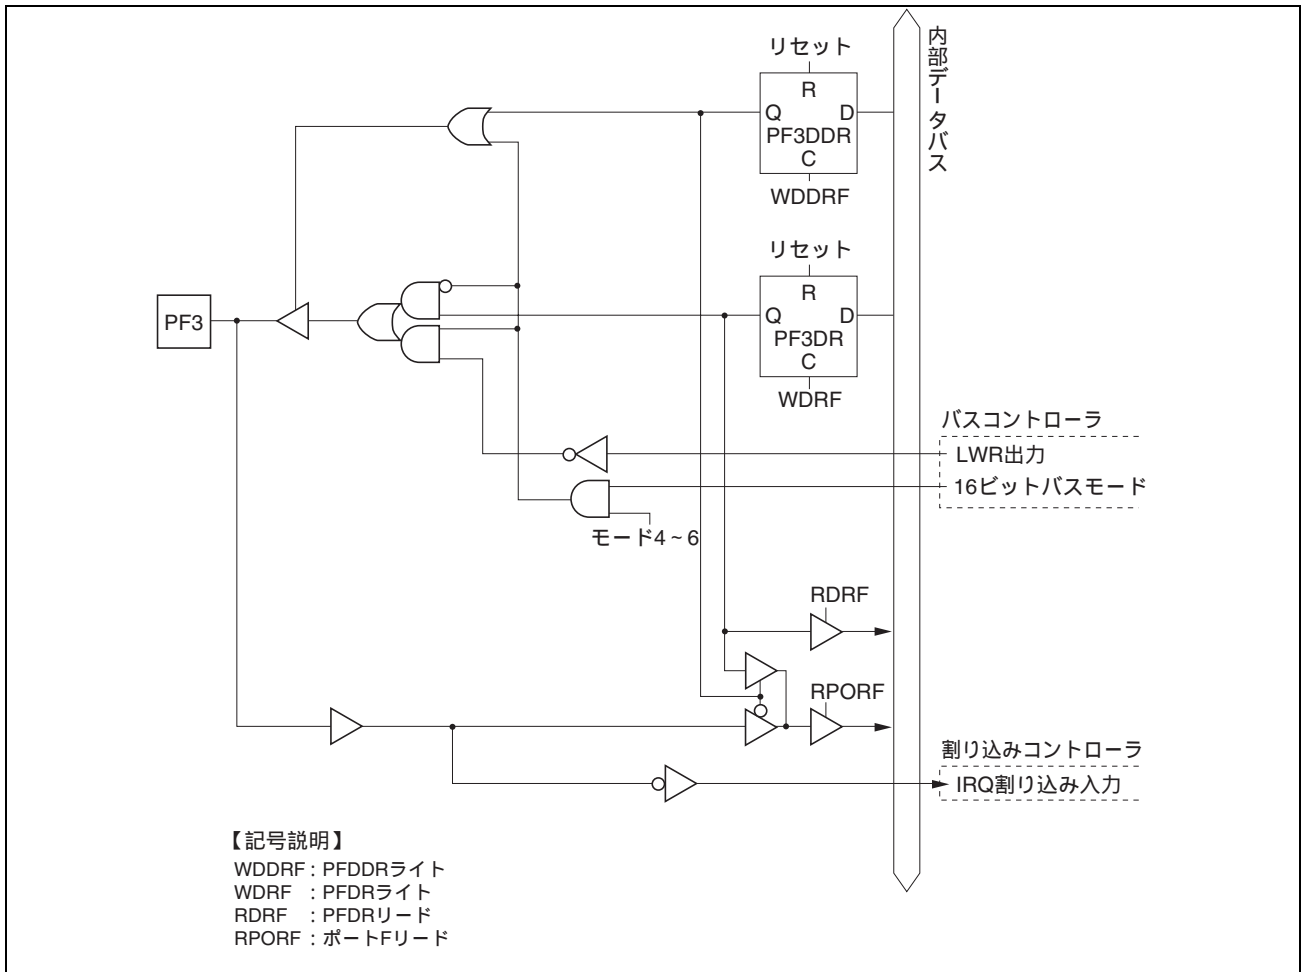 リセット
内部データバス
R
Q
D
PF3DDR
C
WDDRF
リセット
R
Q
D
PF3DR
C
WDRF
PF3
バスコントローラ
LWR出力
16ビットバスモード
モード4~6
RDRF
RPORF
割り込みコントローラ
IRQ割り込み入力
【記号説明】
WDDRF : PFDDRライト
WDRF : PFDRライト
RDRF : PFDRリード
RPORF : ポートFリード